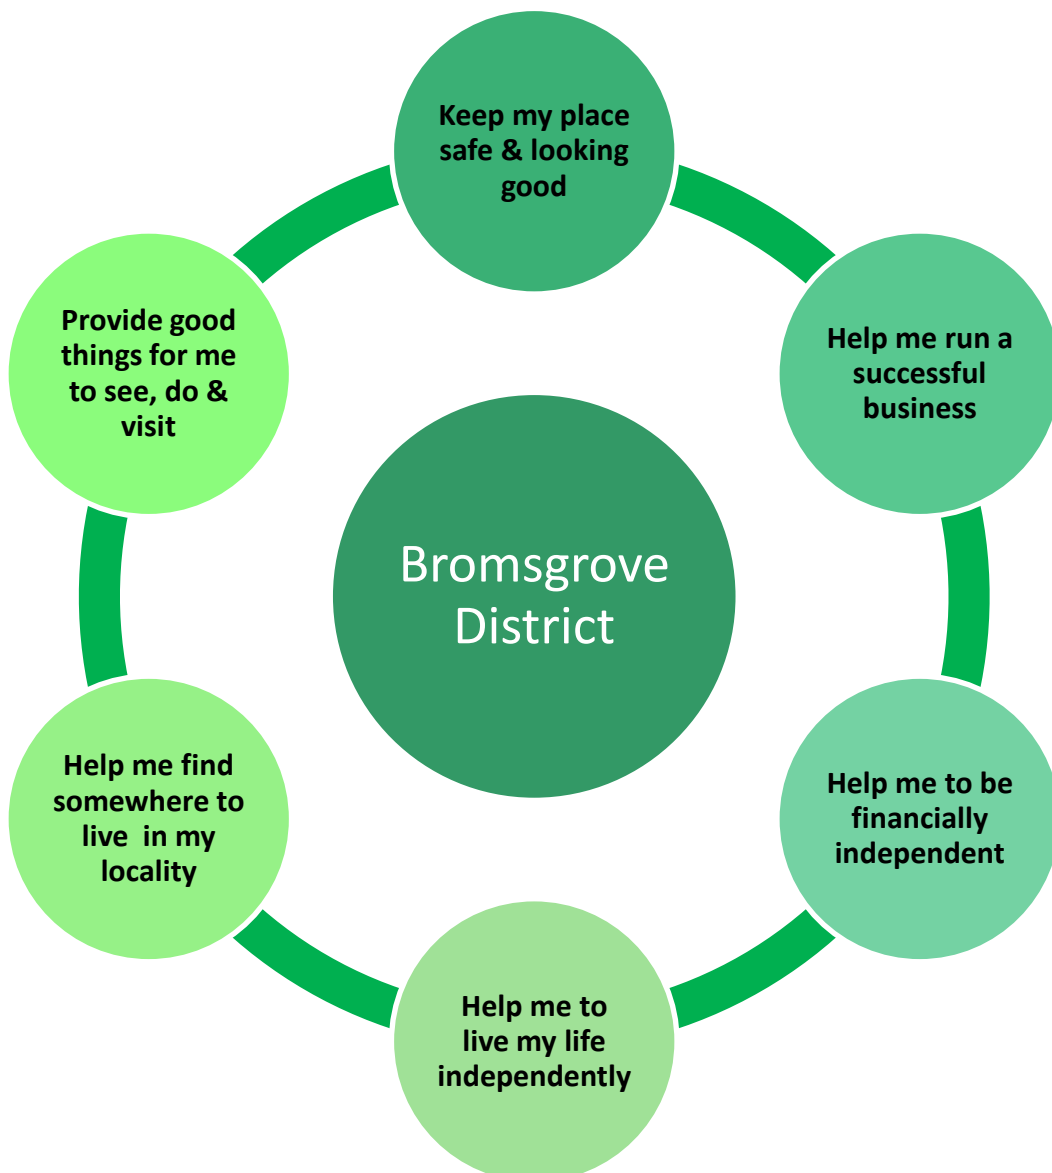 Keep my place
safe & looking
good
Help me run a
successful
business
Help me to be
financially
independent
Help me to
live my life
independently
Help me find
somewhere to
live  in my
locality
Provide good
things for me
to see, do &
visit
Bromsgrove
District